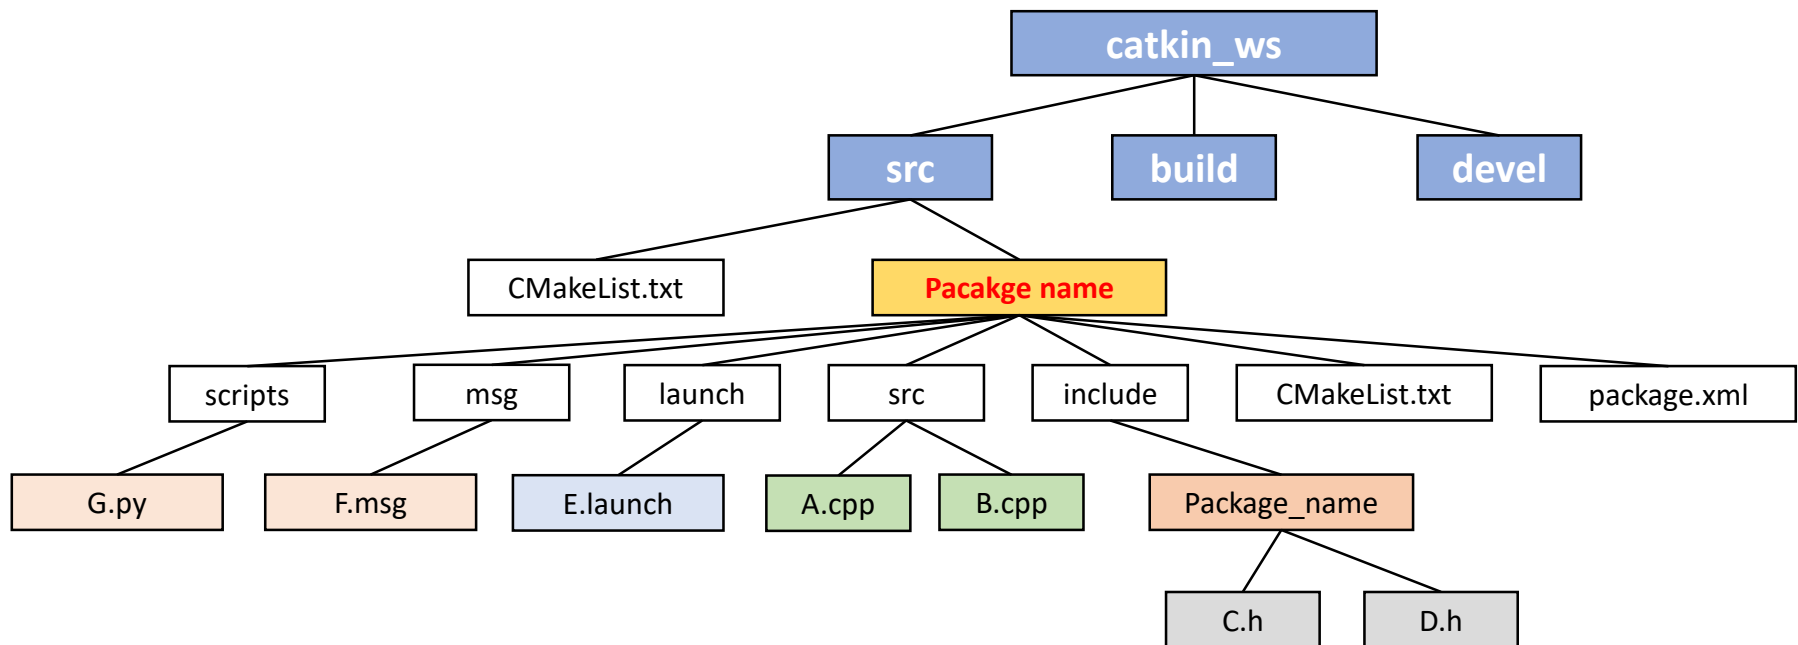 catkin_ws
src
build
devel
CMakeList.txt
Pacakge name
scripts
msg
launch
src
include
CMakeList.txt
package.xml
G.py
F.msg
E.launch
A.cpp
B.cpp
Package_name
C.h
D.h